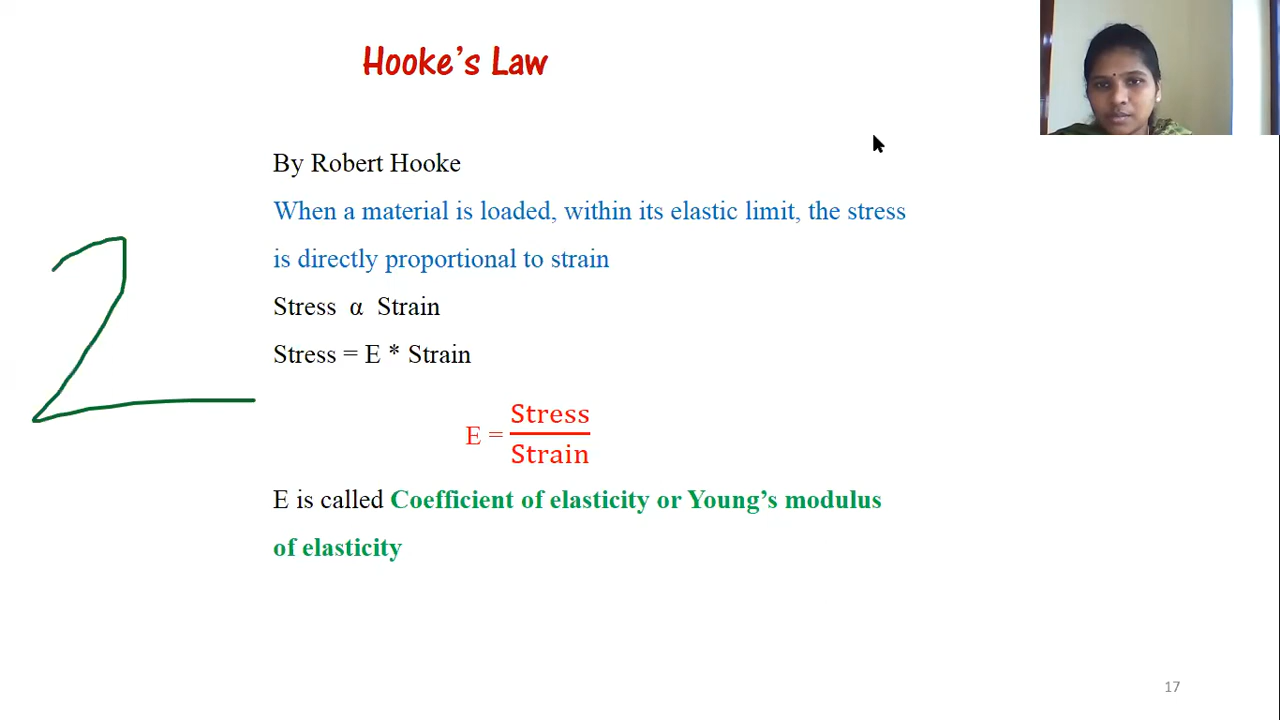 Hooke's Law
By Robert Hooke
When a material is loaded, within its elastic limit, the stress
is directly proportional to strain
Stress α Strain
Stress = E * Strain
2
E = Stress
Strain
E is called Coefficient of elasticity or Young's modulus
of elasticity
17